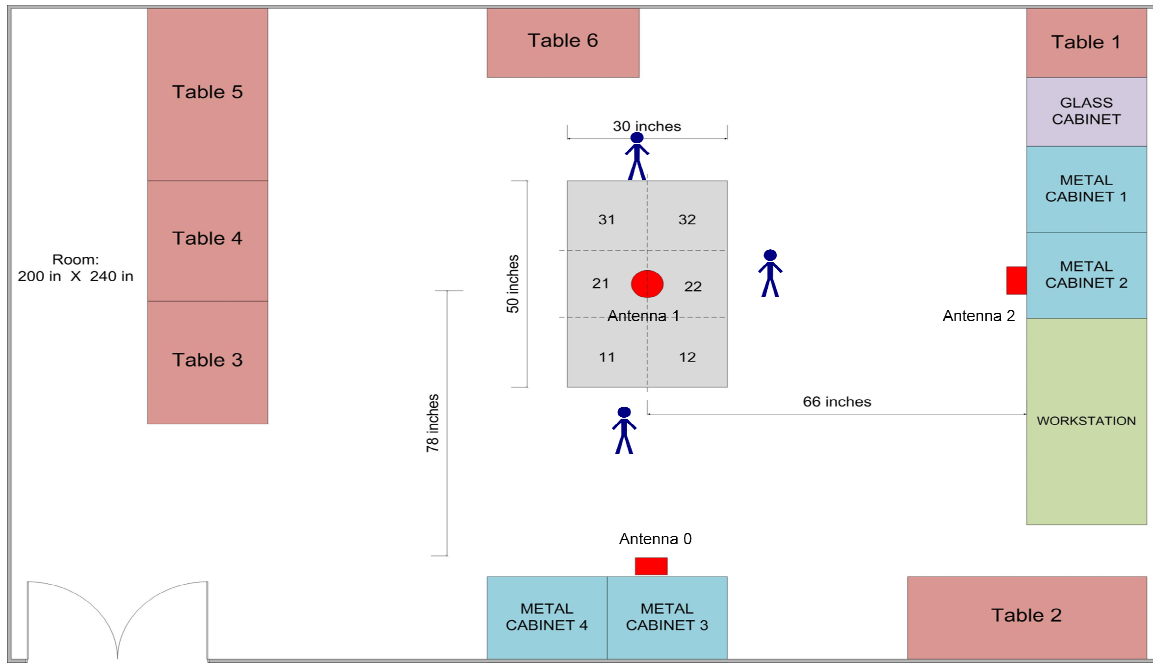 Table 5
Table 6
Table 1
GLASS
CABINET
30 inches
METAL
CABINET 1
31
32
Table 4
Room:
200 in X 240 in
50 inches
21
22
METAL
CABINET 2
Antenna 1
Antenna 2
Table 3
11
12
78 inches
66 inches
WORKSTATION
Antenna 0
METAL
CABINET 4
METAL
CABINET 3
Table 2